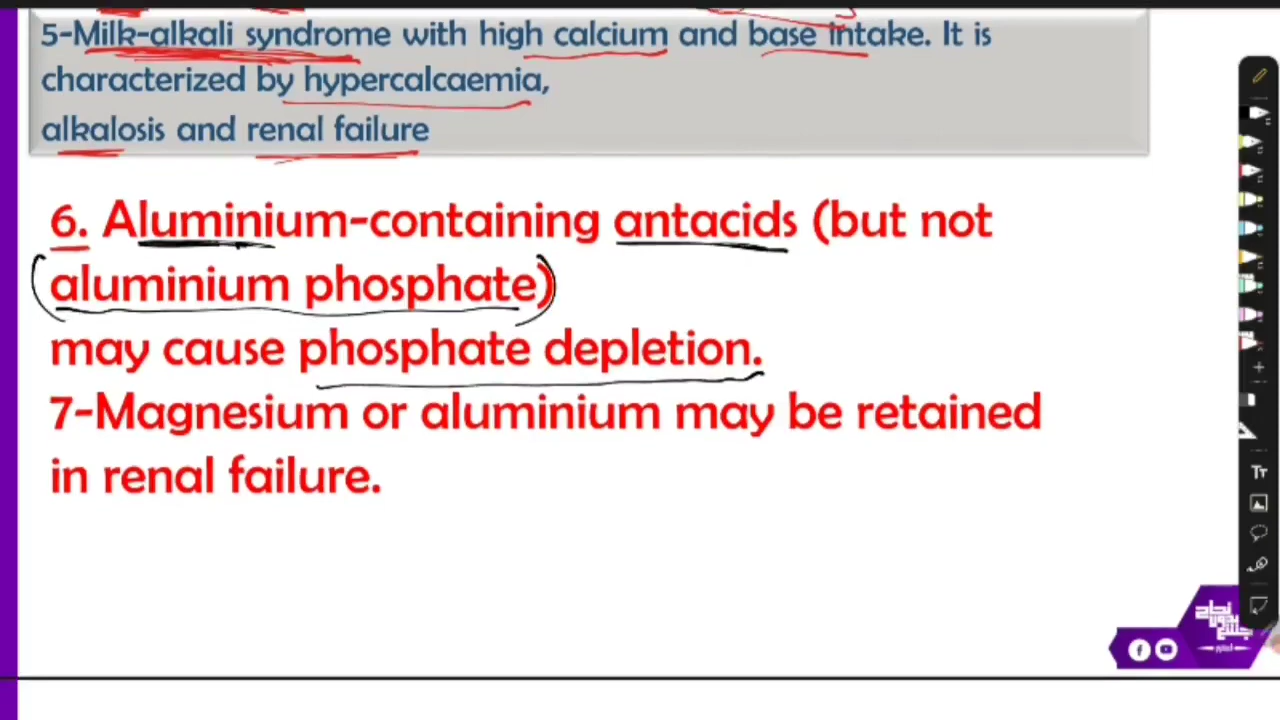 5-Milk-alkali syndrome with high calcium and base intake. It is
characterized by hypercalcaemia,
alkalosis and renal failure
6. Aluminium-containing antacids (but not
aluminium phosphate)
may cause phosphate depletion.
7-Magnesium or aluminium may be retained
in renal failure.
TT